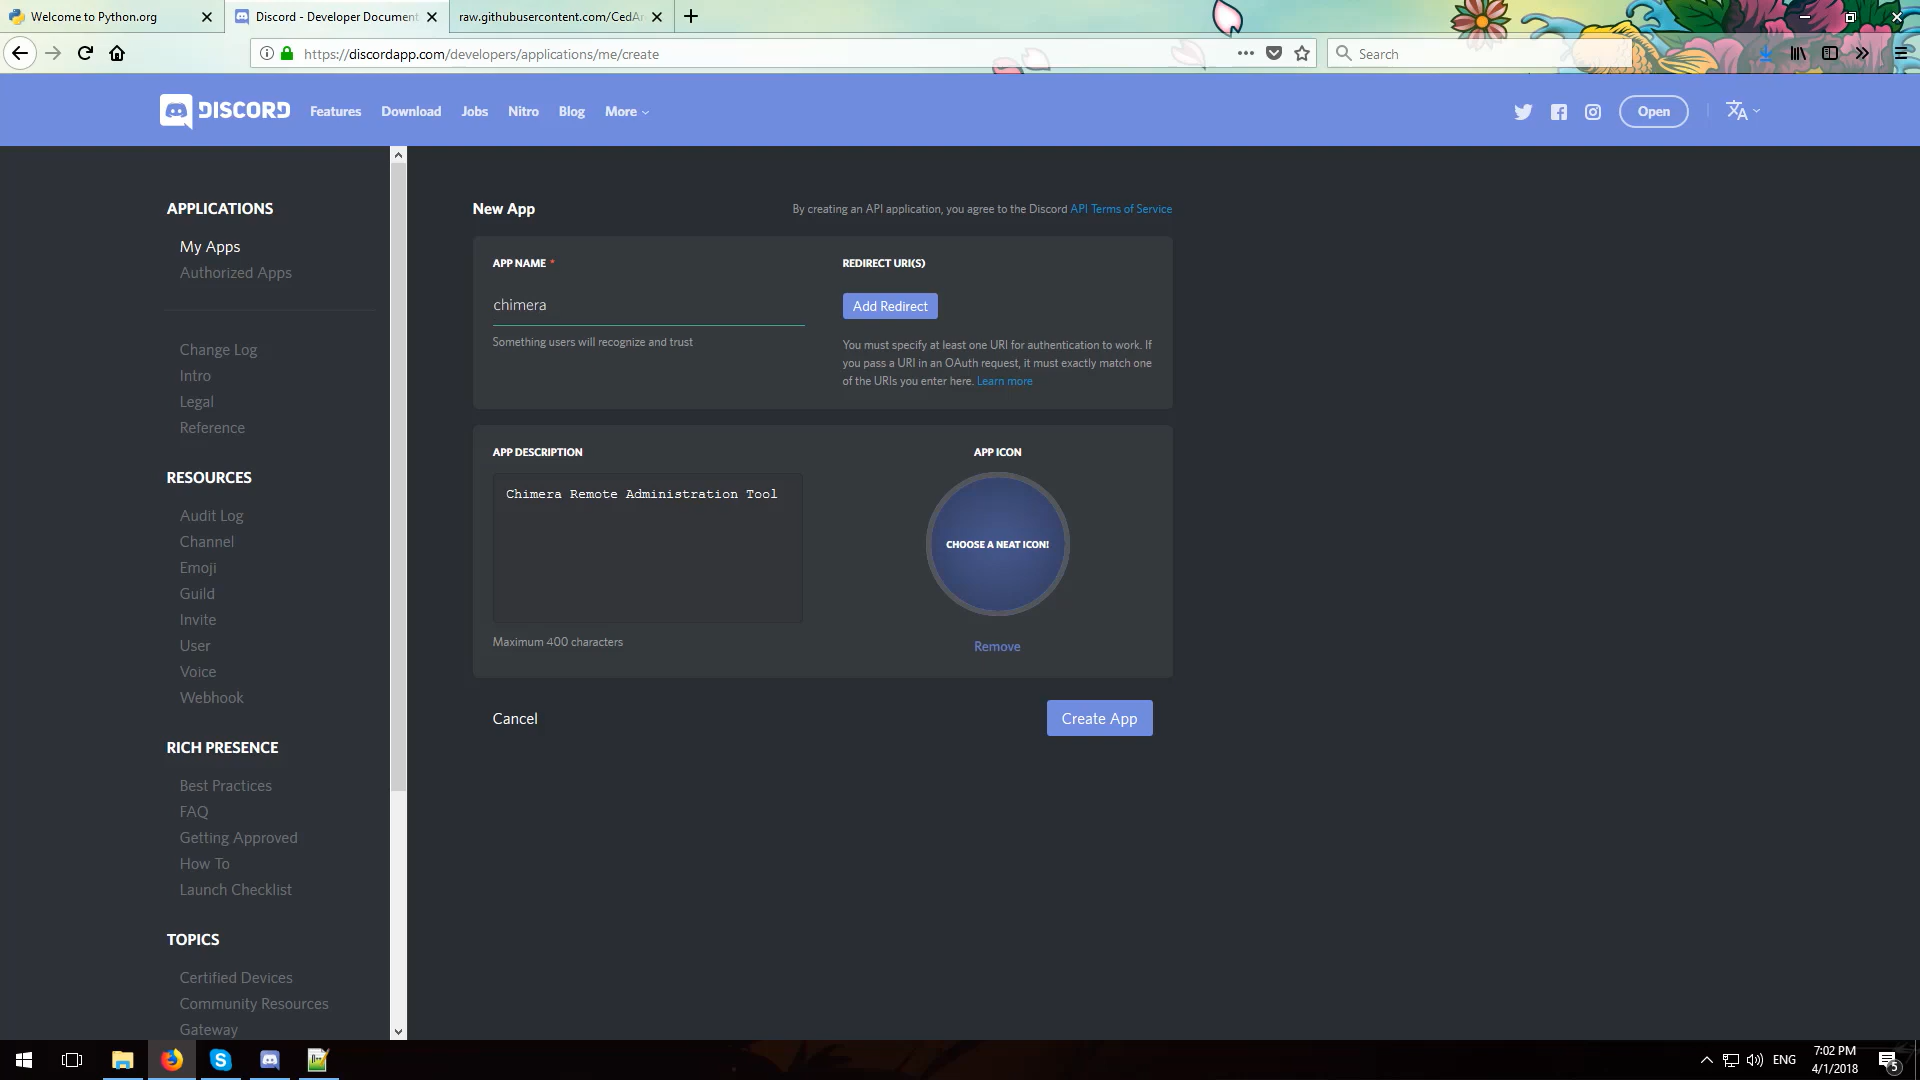 Welcome to Python.org
Discord - Developer Document
raw.githubusercontent.com/CedAr
https://discordapp.com/developers/applications/me/create
Search
DISCORD
Features
Download
Jobs
Nitro
Blog
More
Open
APPLICATIONS
My Apps
Authorized Apps
Change Log
Intro
Legal
Reference
RESOURCES
Audit Log
Channel
Emoji
Guild
Invite
User
Voice
Webhook
RICH PRESENCE
Best Practices
FAQ
Getting Approved
How To
Launch Checklist
TOPICS
Certified Devices
Community Resources
Gateway
New App
By creating an API application, you agree to the Discord API Terms of Service
APP NAME *
chimera
Something users will recognize and trust
REDIRECT URI(S)
Add Redirect
You must specify at least one URI for authentication to work. If
you pass a URI in an OAuth request, it must exactly match one
of the URIs you enter here. Learn more
APP DESCRIPTION
Chimera Remote Administration Tool
Maximum 400 characters
APP ICON
CHOOSE A NEAT ICON!
Remove
Cancel
Create App
ENG
7:02 PM
4/1/2018
5